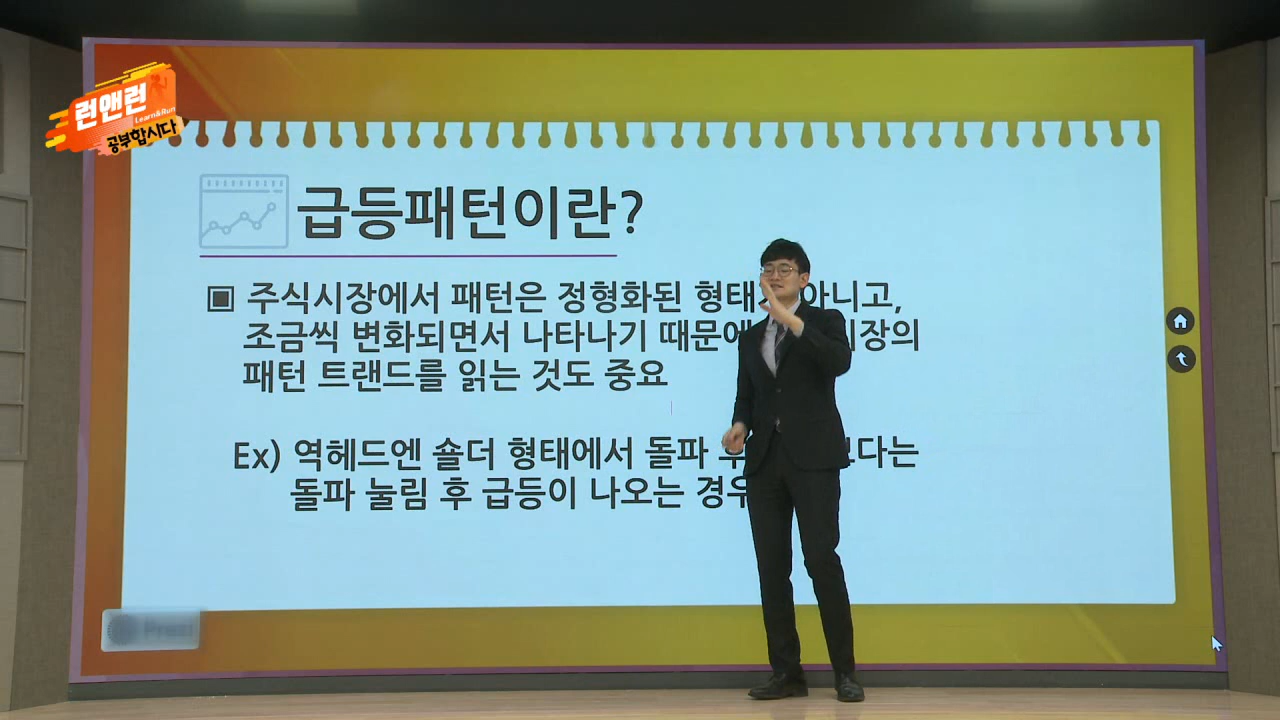 런앤런
Learn&Run
공부합시다
급등패턴이란?
▣ 주식시장에서 패턴은 정형화된 형태 아니고,
조금씩 변화되면서 나타나기 때문에 시장의
패턴 트랜드를 읽는 것도 중요
Ex) 역헤드엔 숄더 형태에서 돌파 보다는
돌파 눌림 후 급등이 나오는 경우